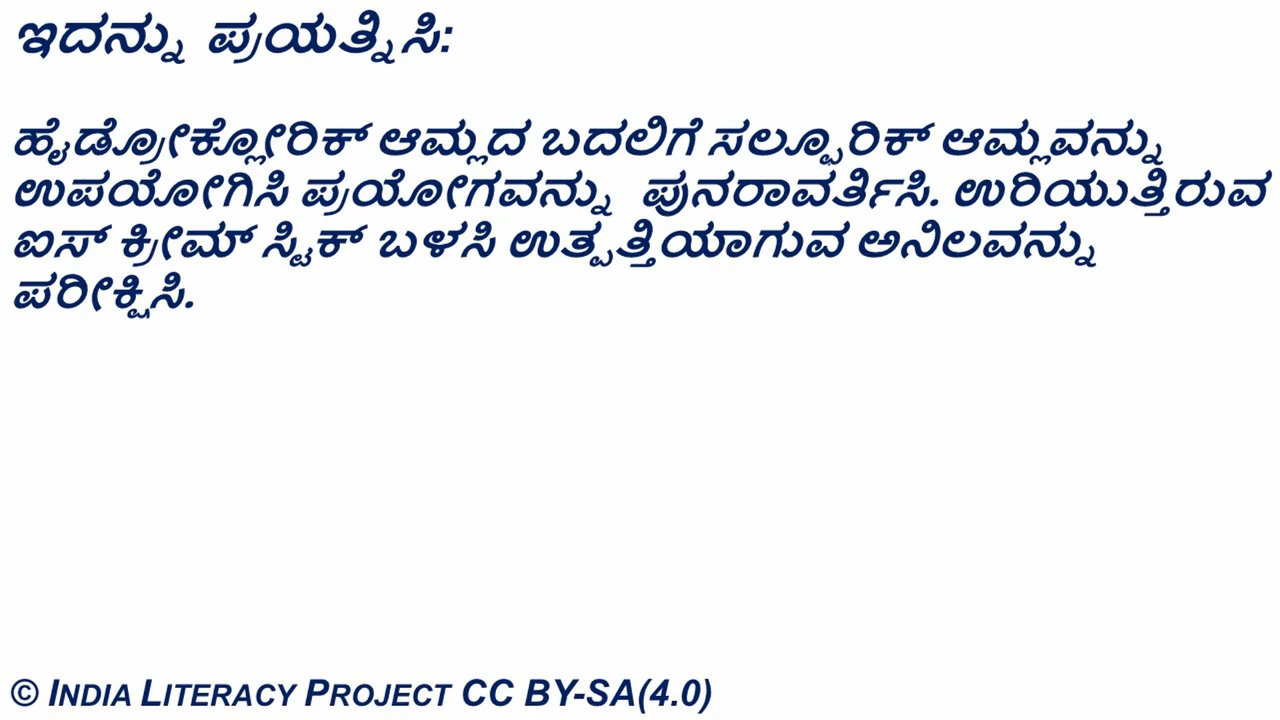 ಇದನ್ನು ಪ್ರಯತ್ನಿಸಿ:
ಹೈಡ್ರೋಕ್ಲೋರಿಕ್ ಆಮ್ಲದ ಬದಲಿಗೆ ಸಲ್ಪೂರಿಕ್ ಆಮ್ಲವನ್ನು
ಉಪಯೋಗಿಸಿ ಪ್ರಯೋಗವನ್ನು ಪುನರಾವರ್ತಿಸಿ. ಉರಿಯುತ್ತಿರುವ
ಐಸ್ ಕ್ರೀಮ್ ಸ್ಟಿಕ್ ಬಳಸಿ ಉತ್ಪತ್ತಿಯಾಗುವ ಅನಿಲವನ್ನು
ಪರೀಕ್ಷಿಸಿ.
© INDIA LITERACY PROJECT CC BY-SA(4.0)